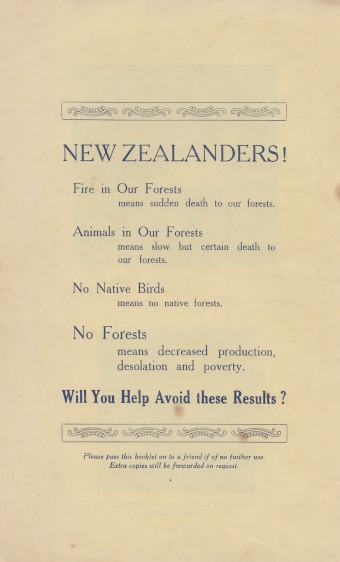 NEW ZEALANDERS!
Fire in Our Forests
means sudden death to our forests.
Animals in Our Forests
means slow but certain death to
our forests.
No Native Birds
means no native forests.
No Forests
means decreased production,
desolation and poverty.
Will You Help Avoid these Results ?
Please pass this booklet on to a friend if of no further use.
Extra copies will be forwarded on request.